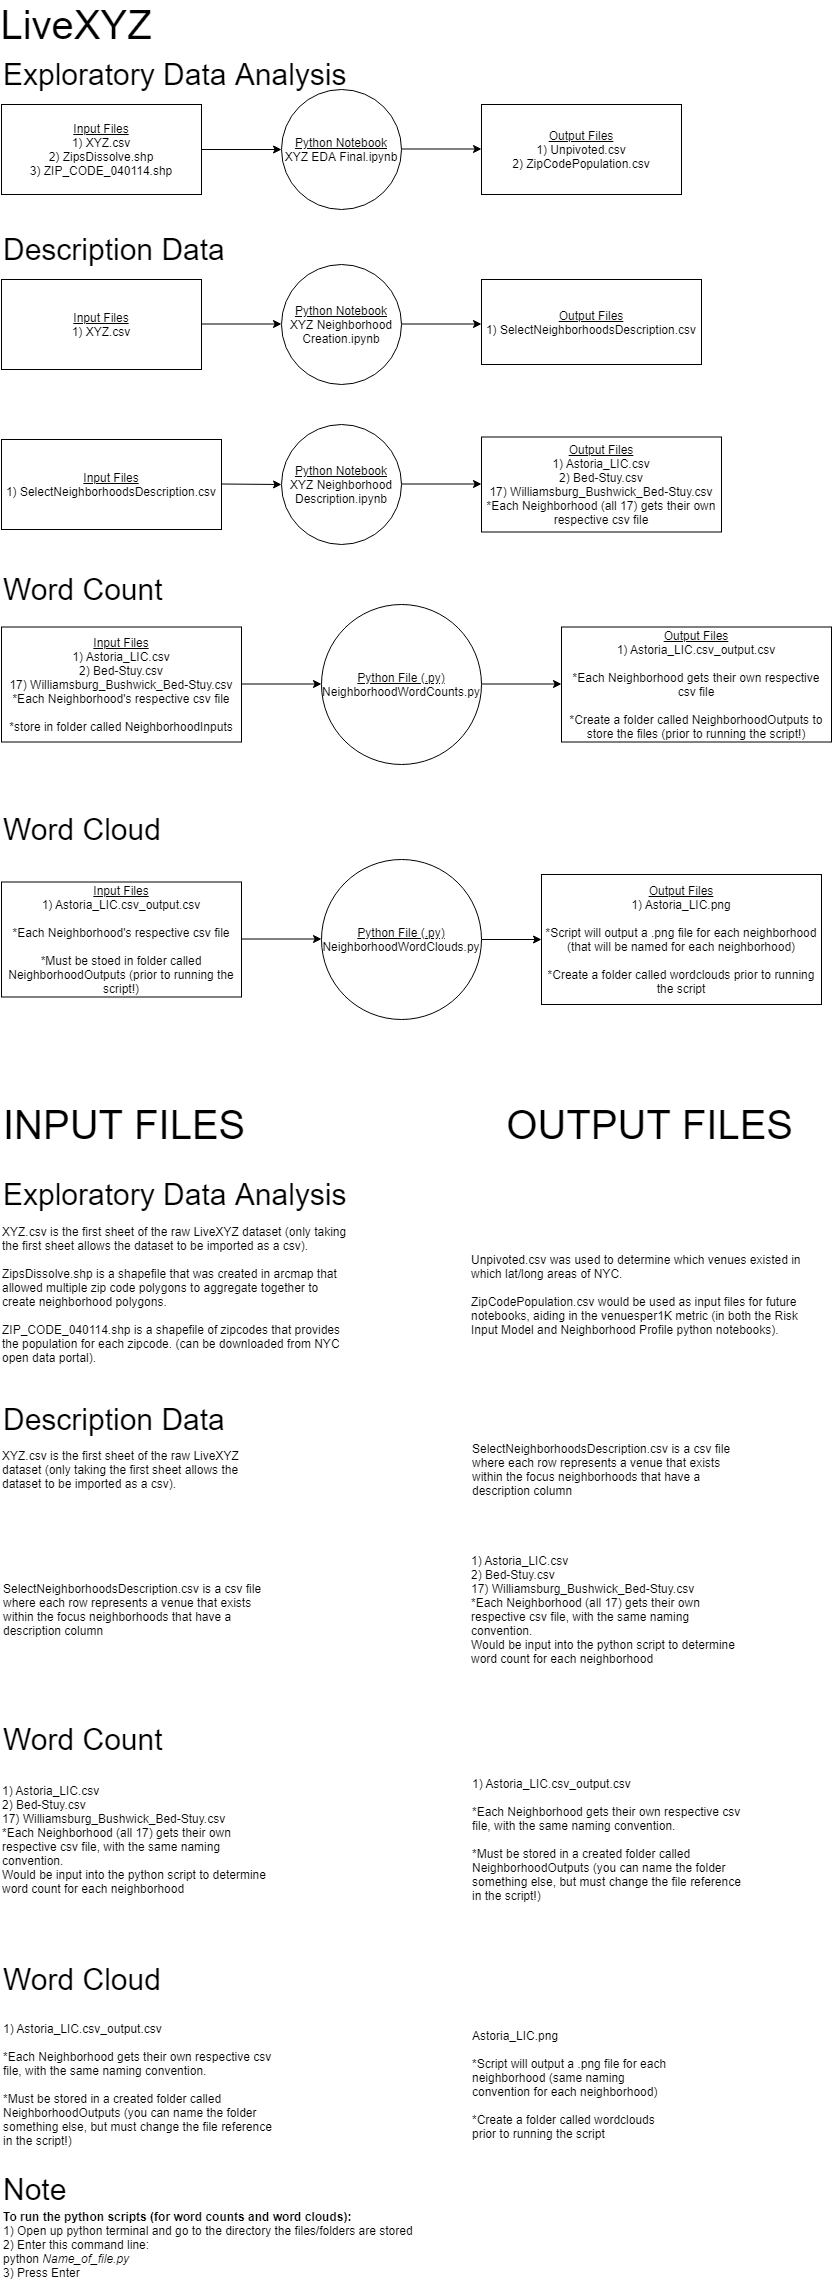 LiveXYZ
Exploratory Data Analysis
Input Files
1) XYZ.csv
2) ZipsDissolve.shp
3) ZIP_CODE_040114.shp
Python Notebook
XYZ EDA Final.ipynb
Output Files
1) Unpivoted.csv
2) ZipCodePopulation.csv
Description Data
Input Files
1) XYZ.csv
Python Notebook
XYZ Neighborhood
Creation.ipynb
Output Files
1) SelectNeighborhoodsDescription.csv
Input Files
1) SelectNeighborhoodsDescription.csv
Python Notebook
XYZ Neighborhood
Description.ipynb
Output Files
1) Astoria_LIC.csv
2) Bed-Stuy.csv
17) Williamsburg_Bushwick_Bed-Stuy.csv
*Each Neighborhood (all 17) gets their own
respective csv file
Word Count
Input Files
1) Astoria_LIC.csv
2) Bed-Stuy.csv
17) Williamsburg_Bushwick_Bed-Stuy.csv
*Each Neighborhood's respective csv file
*store in folder called NeighborhoodInputs
Python File (.py)
NeighborhoodWordCounts.py
Output Files
1) Astoria_LIC.csv_output.csv
*Each Neighborhood gets their own respective
csv file
*Create a folder called NeighborhoodOutputs to
store the files (prior to running the script!)
Word Cloud
Input Files
1) Astoria_LIC.csv_output.csv
*Each Neighborhood's respective csv file
*Must be stoed in folder called
NeighborhoodOutputs (prior to running the
script!)
Python File (.py)
NeighborhoodWordClouds.py
Output Files
1) Astoria_LIC.png
*Script will output a .png file for each neighborhood
(that will be named for each neighborhood)
*Create a folder called wordclouds prior to running
the script
INPUT FILES
OUTPUT FILES
Exploratory Data Analysis
XYZ.csv is the first sheet of the raw LiveXYZ dataset (only taking
the first sheet allows the dataset to be imported as a csv).
ZipsDissolve.shp is a shapefile that was created in arcmap that
allowed multiple zip code polygons to aggregate together to
create neighborhood polygons.
ZIP_CODE_040114.shp is a shapefile of zipcodes that provides
the population for each zipcode. (can be downloaded from NYC
open data portal).
Unpivoted.csv was used to determine which venues existed in
which lat/long areas of NYC.
ZipCodePopulation.csv would be used as input files for future
notebooks, aiding in the venuesper1K metric (in both the Risk
Input Model and Neighborhood Profile python notebooks).
Description Data
XYZ.csv is the first sheet of the raw LiveXYZ
dataset (only taking the first sheet allows the
dataset to be imported as a csv).
SelectNeighborhoodsDescription.csv is a csv file
where each row represents a venue that exists
within the focus neighborhoods that have a
description column
SelectNeighborhoodsDescription.csv is a csv file
where each row represents a venue that exists
within the focus neighborhoods that have a
description column
1) Astoria_LIC.csv
2) Bed-Stuy.csv
17) Williamsburg_Bushwick_Bed-Stuy.csv
*Each Neighborhood (all 17) gets their own
respective csv file, with the same naming
convention.
Would be input into the python script to determine
word count for each neighborhood
Word Count
1) Astoria_LIC.csv
2) Bed-Stuy.csv
17) Williamsburg_Bushwick_Bed-Stuy.csv
*Each Neighborhood (all 17) gets their own
respective csv file, with the same naming
convention.
Would be input into the python script to determine
word count for each neighborhood
1) Astoria_LIC.csv_output.csv
*Each Neighborhood gets their own respective csv
file, with the same naming convention.
*Must be stored in a created folder called
NeighborhoodOutputs (you can name the folder
something else, but must change the file reference
in the script!)
Word Cloud
1) Astoria_LIC.csv_output.csv
*Each Neighborhood gets their own respective csv
file, with the same naming convention.
*Must be stored in a created folder called
NeighborhoodOutputs (you can name the folder
something else, but must change the file reference
in the script!)
Astoria_LIC.png
*Script will output a .png file for each
neighborhood (same naming
convention for each neighborhood)
*Create a folder called wordclouds
prior to running the script
Note
To run the python scripts (for word counts and word clouds):
1) Open up python terminal and go to the directory the files/folders are stored
2) Enter this command line:
python Name_of_file.py
3) Press Enter